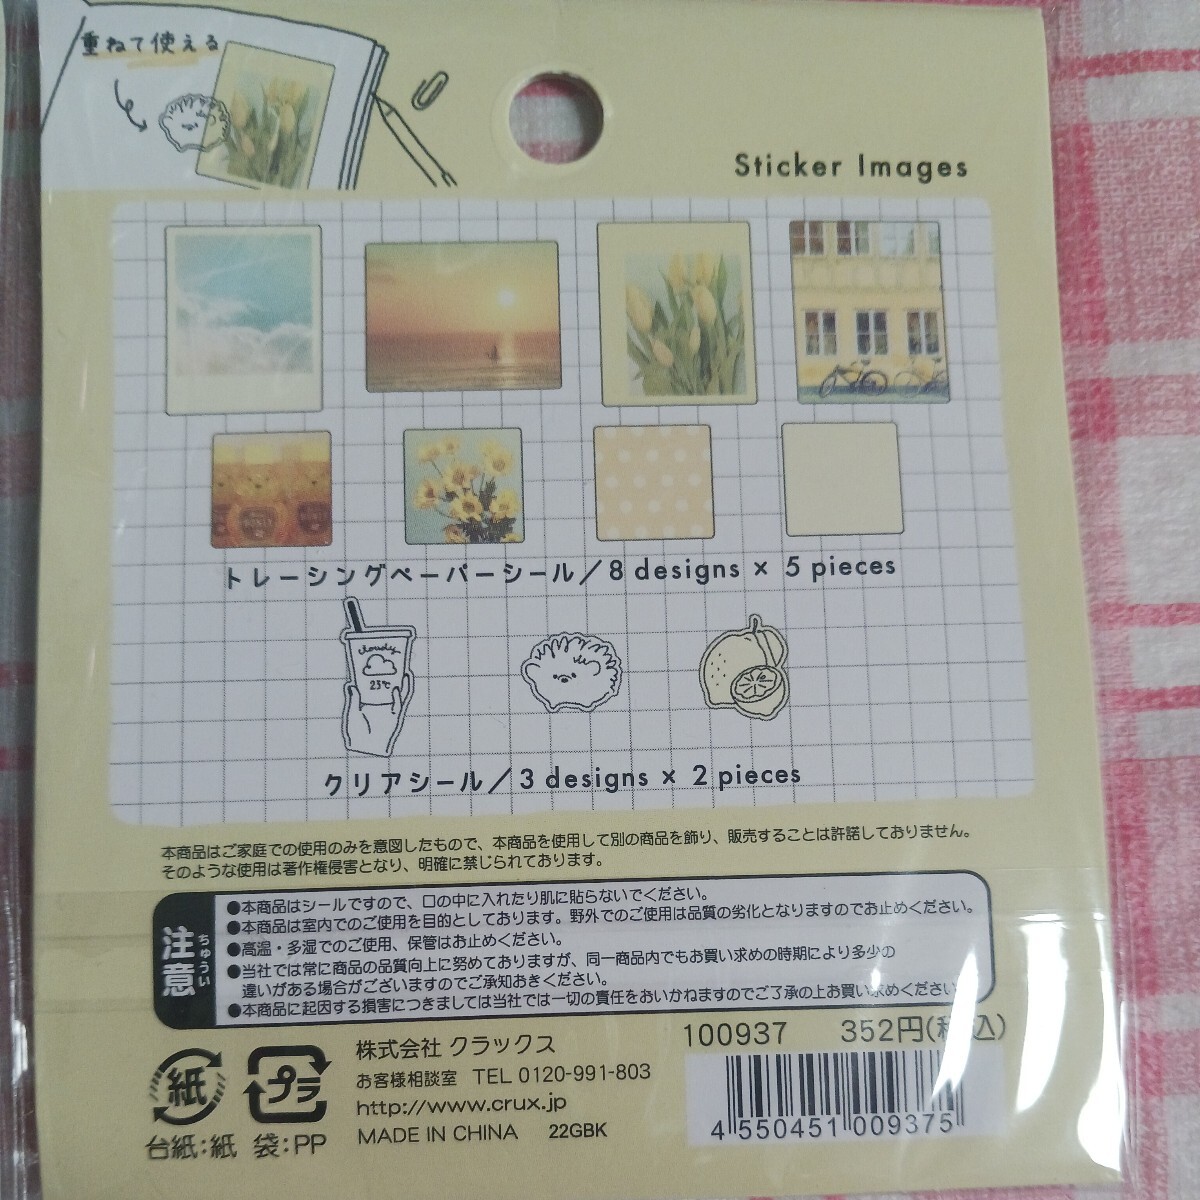 重ねて使える
Sticker Images
トレーシングペーパーシール/8 designs × 5 pieces
cloudy
23℃
クリアシール/3 designs × 2 pieces
本商品はご家庭での使用のみを意図したもので、本商品を使用して別の商品を飾り、販売することは許諾しておりません。
そのような使用は著作権侵害となり、明確に禁じられております。
注意
ちゅうい
●本商品はシールですので、口の中に入れたり肌に貼らないでください。
●本商品は室内でのご使用を目的としております。野外でのご使用は品質の劣化となりますのでお止めください。
●高温・多湿でのご使用、保管はお止めください。
●当社では常に商品の品質向上に努めておりますが、同一商品内でもお買い求めの時期により多少の
違いがある場合がございますのでご承知おきください。
●本商品に起因する損害につきましては当社では一切の責任をおいかねますのでご了承の上お買い求めください
100937 352円(税込)
紙
プラ
台紙:紙 袋:PP
株式会社 クラックス
お客様相談室 TEL 0120-991-803
http://www.crux.jp
MADE IN CHINA 22GBK
4 550451 009375